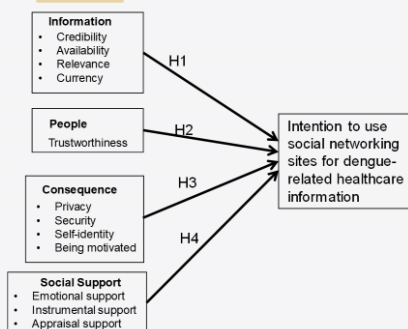 Information
• Credibility
• Availability
• Relevance
• Currency
H1
People
Trustworthiness
H2
Intention to use
social networking
sites for dengue-
related healthcare
information
Consequence
• Privacy
• Security
• Self-identity
• Being motivated
H3
H4
Social Support
• Emotional support
• Instrumental support
• Appraisal support